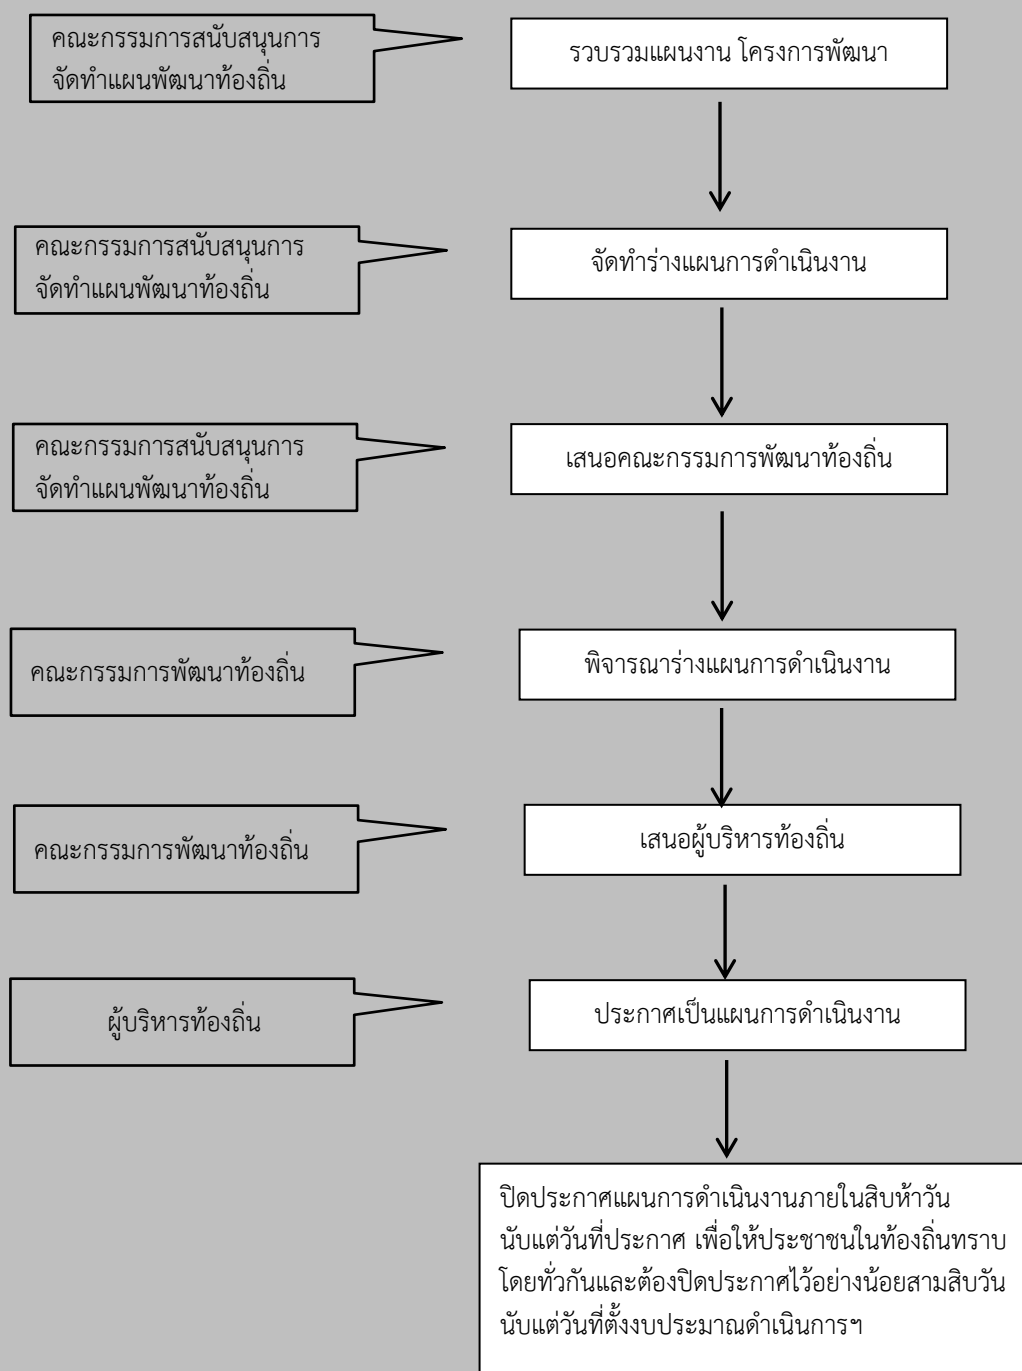 คณะกรรมการสนับสนุนการ
จัดทำแผนพัฒนาท้องถิ่น
รวบรวมแผนงาน โครงการพัฒนา
คณะกรรมการสนับสนุนการ
จัดทำแผนพัฒนาท้องถิ่น
จัดทำร่างแผนการดำเนินงาน
คณะกรรมการสนับสนุนการ
จัดทำแผนพัฒนาท้องถิ่น
เสนอคณะกรรมการพัฒนาท้องถิ่น
คณะกรรมการพัฒนาท้องถิ่น
พิจารณาร่างแผนการดำเนินงาน
คณะกรรมการพัฒนาท้องถิ่น
เสนอผู้บริหารท้องถิ่น
ผู้บริหารท้องถิ่น
ประกาศเป็นแผนการดำเนินงาน
ปิดประกาศแผนการดำเนินงานภายในสิบห้าวัน
นับแต่วันที่ประกาศ เพื่อให้ประชาชนในท้องถิ่นทราบ
โดยทั่วกันและต้องปิดประกาศไว้อย่างน้อยสามสิบวัน
นับแต่วันที่ตั้งงบประมาณดำเนินการฯ